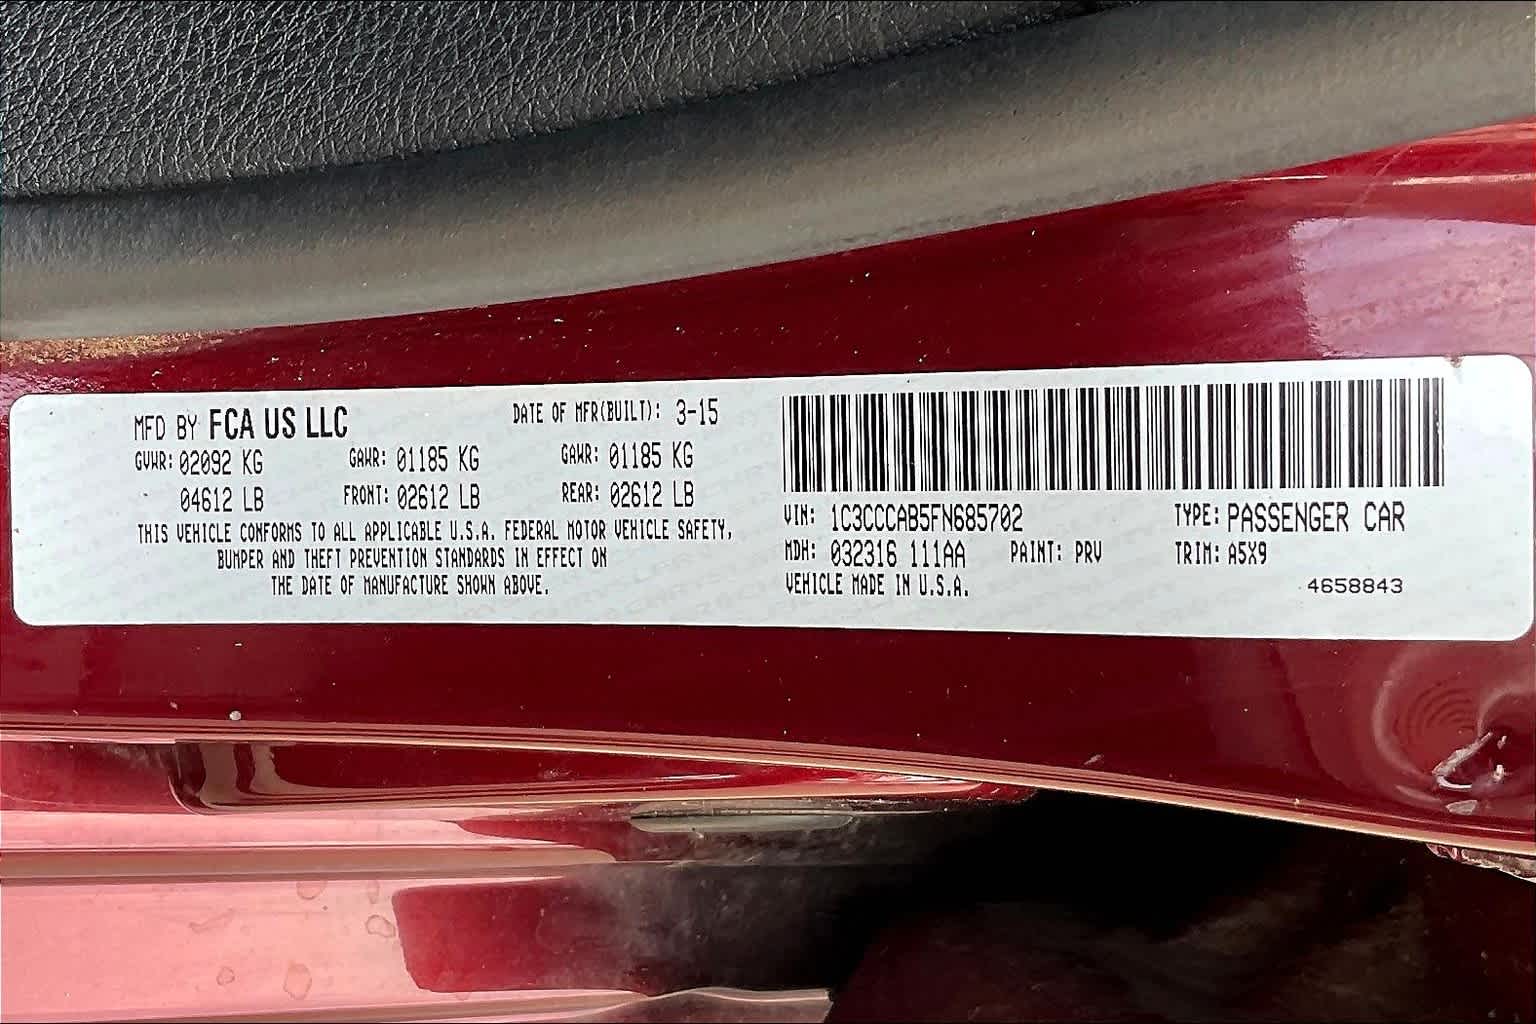 MFD BY FCA US LLC DATE OF MFR(BUILT): 3-15
GVWR: 02092 KG GAWR: 01185 KG GAWR: 01185 KG
04612 LB FRONT: 02612 LB REAR: 02612 LB
THIS VEHICLE CONFORMS TO ALL APPLICABLE U.S.A. FEDERAL MOTOR VEHICLE SAFETY,
BUMPER AND THEFT PREVENTION STANDARDS IN EFFECT ON
THE DATE OF MANUFACTURE SHOWN ABOVE.
VIN: 1C3CCCAB5FN685702 TYPE: PASSENGER CAR
MDH: 032316 111AA PAINT: PRV TRIM: A5X9
VEHICLE MADE IN U.S.A. 4658843